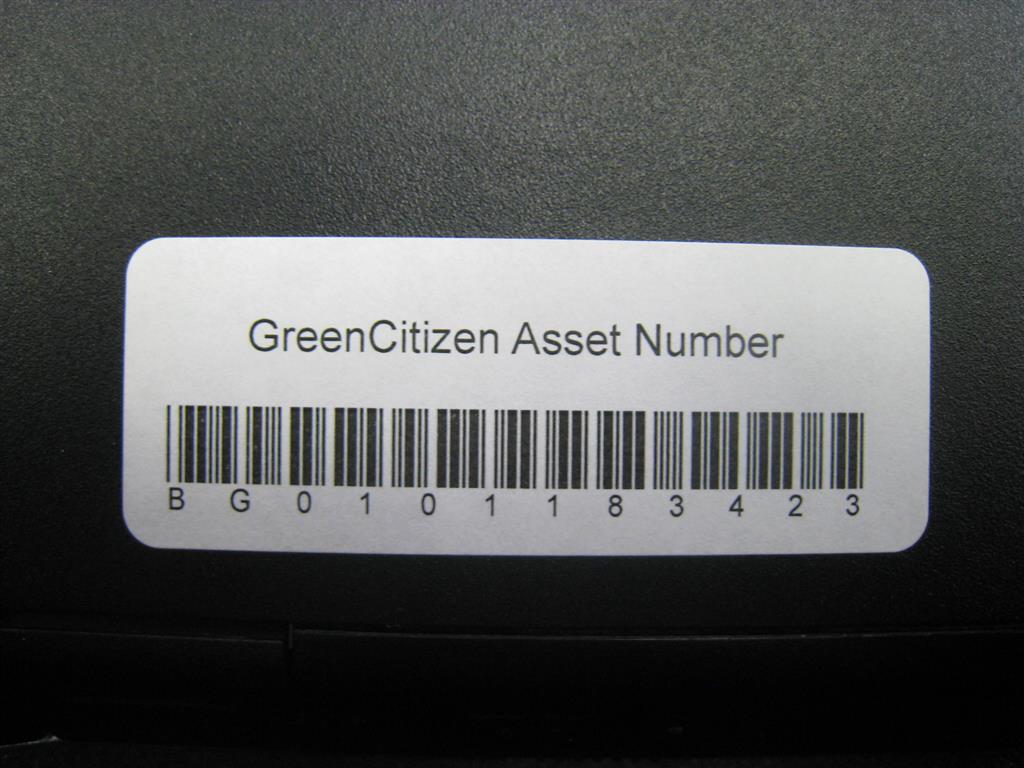 GreenCitizen Asset Number
B G 0 1 0 1 1 8 3 4 2 3